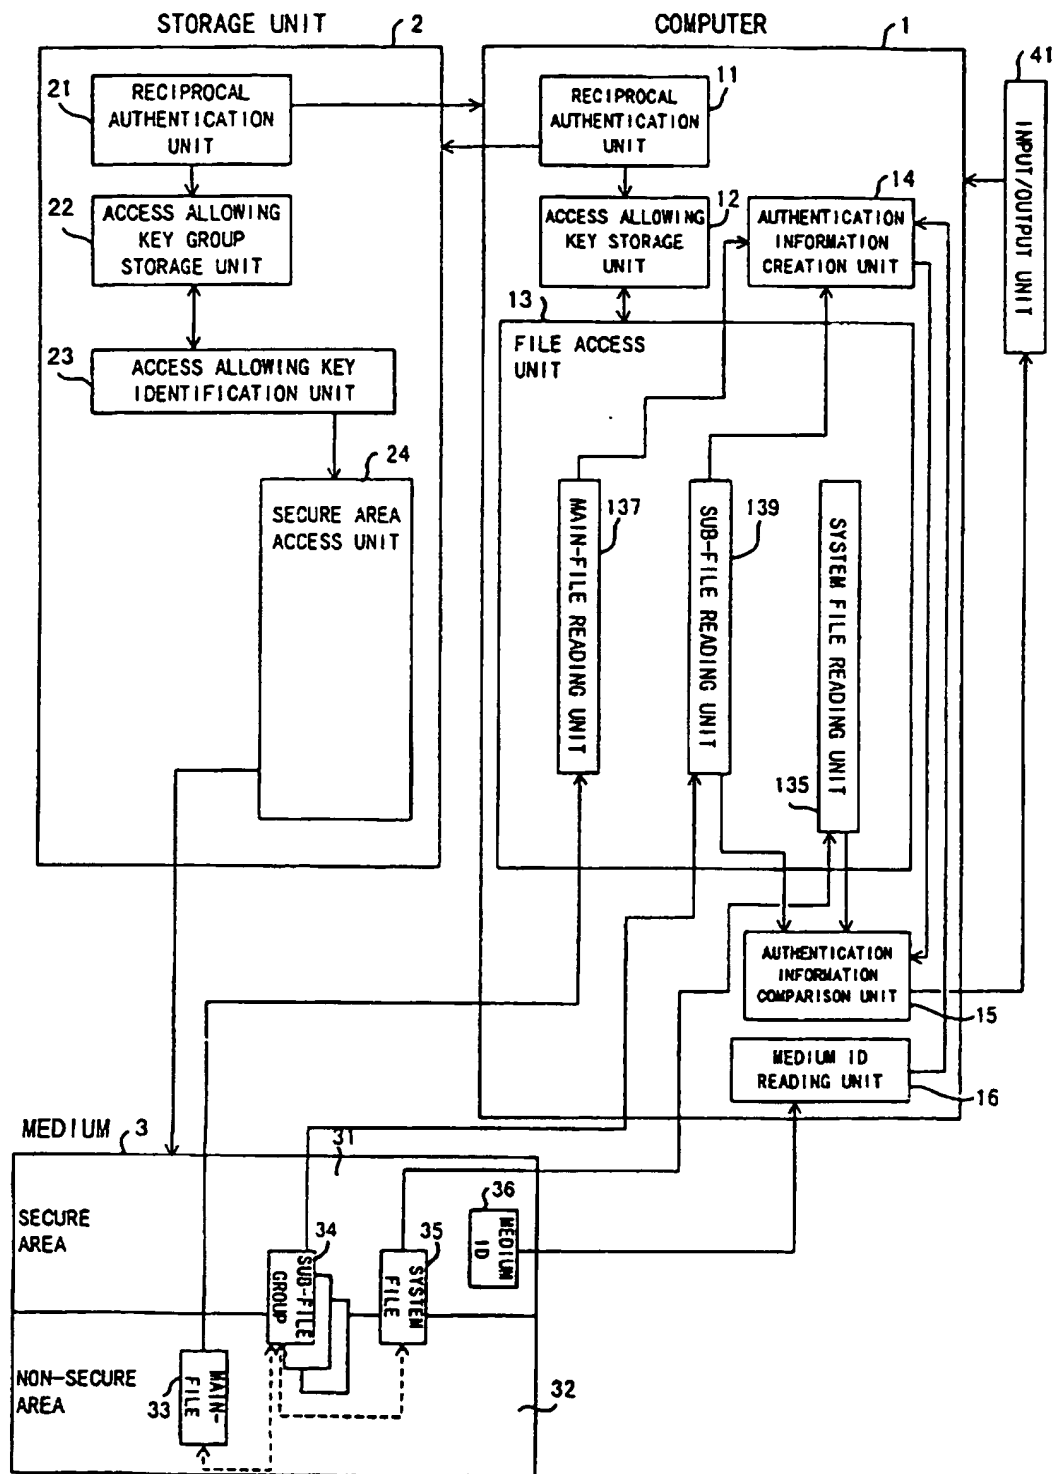 STORAGE UNIT
2
COMPUTER
1
41
INPUT/OUTPUT UNIT
21
RECIPROCAL
AUTHENTICATION
UNIT
11
RECIPROCAL
AUTHENTICATION
UNIT
22
ACCESS ALLOWING
KEY GROUP
STORAGE UNIT
12
ACCESS ALLOWING
KEY STORAGE
UNIT
14
AUTHENTICATION
INFORMATION
CREATION UNIT
23
ACCESS ALLOWING KEY
IDENTIFICATION UNIT
13
FILE ACCESS
UNIT
24
SECURE AREA
ACCESS UNIT
MAIN-FILE READING UNIT
137
SUB-FILE READING UNIT
139
SYSTEM FILE READING UNIT
135
AUTHENTICATION
INFORMATION
COMPARISON UNIT
15
MEDIUM ID
READING UNIT
16
MEDIUM
3
31
SECURE
AREA
34
SUB-FILE
GROUP
35
SYSTEM
FILE
36
MEDIUM
ID
NON-SECURE
AREA
33
MAIN-
FILE
32